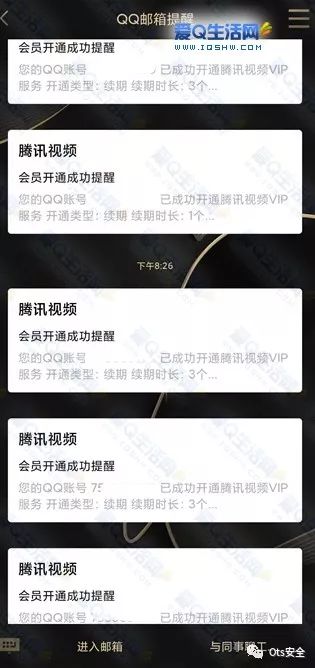 QQ邮箱提醒
爱Q生活网
www.iqshw.com
会员开通成功提醒
您的QQ账号 已成功开通腾讯视频VIP
服务 开通类型: 续期 续期时长: 3个...
腾讯视频
会员开通成功提醒
您的QQ账号 已成功开通腾讯视频VIP
服务 开通类型: 续期 续期时长: 1个...
下午8:26
腾讯视频
会员开通成功提醒
您的QQ账号 已成功开通腾讯视频VIP
服务 开通类型: 续期 续期时长: 3个...
腾讯视频
会员开通成功提醒
您的QQ账号 75 已成功开通腾讯视频VIP
服务 开通类型: 续期 续期时长: 3个...
腾讯视频
会员开通成功提醒
您的QQ账号 已成功开通腾讯视频VIP
进入邮箱
与同事聊工
Ots安全